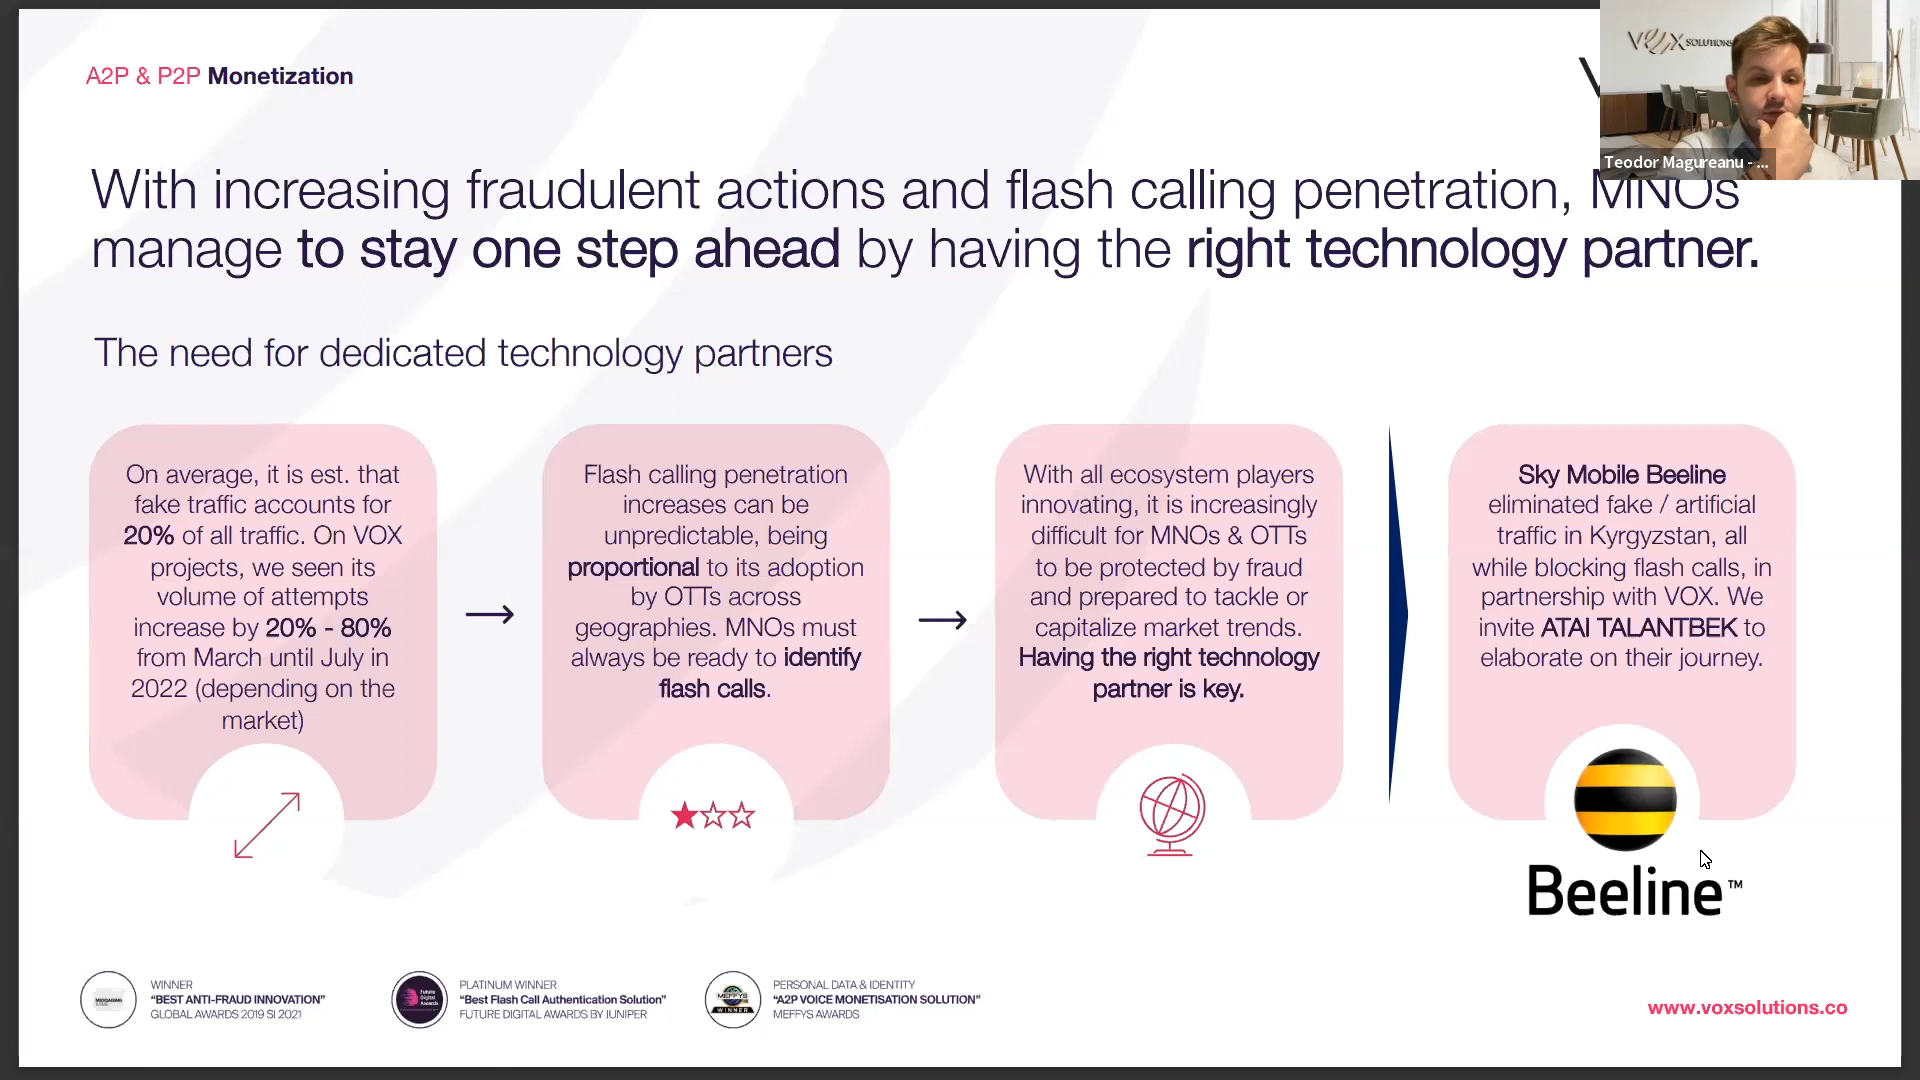 A2P & P2P Monetization
VOX SOLUTIONS
Teodor Magureanu - ...
With increasing fraudulent actions and flash calling penetration, MNOs
manage to stay one step ahead by having the right technology partner.
The need for dedicated technology partners
On average, it is est. that
fake traffic accounts for
20% of all traffic. On VOX
projects, we seen its
volume of attempts
increase by 20% - 80%
from March until July in
2022 (depending on the
market)
Flash calling penetration
increases can be
unpredictable, being
proportional to its adoption
by OTTs across
geographies. MNOs must
always be ready to identify
flash calls.
With all ecosystem players
innovating, it is increasingly
difficult for MNOs & OTTs
to be protected by fraud
and prepared to tackle or
capitalize market trends.
Having the right technology
partner is key.
Sky Mobile Beeline
eliminated fake / artificial
traffic in Kyrgyzstan, all
while blocking flash calls, in
partnership with VOX. We
invite ATAI TALANTBEK to
elaborate on their journey.
Beeline™
WINNER
“BEST ANTI-FRAUD INNOVATION”
GLOBAL AWARDS 2019 SI 2021
Future
Digital
Awards
PLATINUM WINNER
“Best Flash Call Authentication Solution”
FUTURE DIGITAL AWARDS BY JUNIPER
MEFFYS
WINNER
PERSONAL DATA & IDENTITY
“A2P VOICE MONETISATION SOLUTION”
MEFFYS AWARDS
www.voxsolutions.co